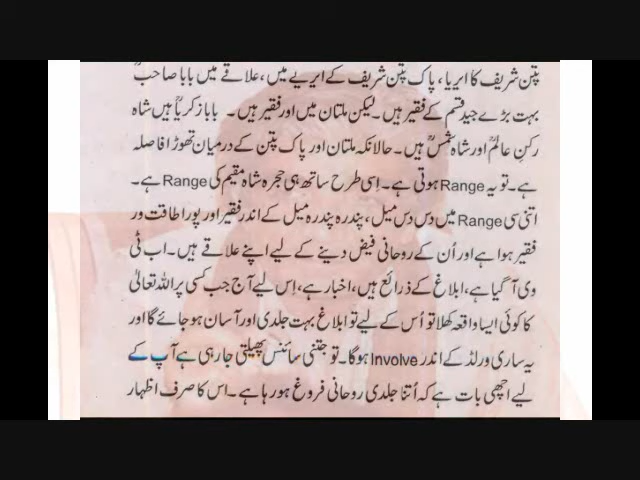 پتن شریف کا ایریا، پاک پتن شریف کے ایریے میں، علاقے میں بابا صاحبؒ
بہت بڑے جید قسم کے فقیر ہیں۔ لیکن ملتان میں اور فقیر ہیں۔ بابا زکریاؒ ہیں شاہ
رکنِ عالمؒ اور شاہ شمسؒ ہیں۔ حالانکہ ملتان اور پاک پتن کے درمیان تھوڑا فاصلہ
ہے۔ تو یہ Range ہوتی ہے۔ اِسی طرح ساتھ ہی حجرہ شاہ مقیم کی Range ہے۔
اتنی سی Range میں دس دس میل، پندرہ پندرہ میل کے اندر فقیر اور پورا طاقت ور
فقیر ہوا ہے اور اُن کے روحانی فیض دینے کے لیے اپنے علاقے ہیں۔ اب ٹی
وی آ گیا ہے، ابلاغ کے ذرائع ہیں، اخبار ہے، اِس لیے آج جب کسی پر اللہ تعالیٰ
کا کوئی ایسا واقعہ کھلا تو اُس کے لیے تو ابلاغ بہت جلدی اور آسان ہو جائے گا اور
یہ ساری ورلڈ کے اندر Involve ہوگا۔ تو جتنی سائنس پھیلتی جا رہی ہے آپ کے
لیے اچھی بات ہے کہ اُتنا جلدی روحانی فروغ ہو رہا ہے۔ اس کا صرف اظہار